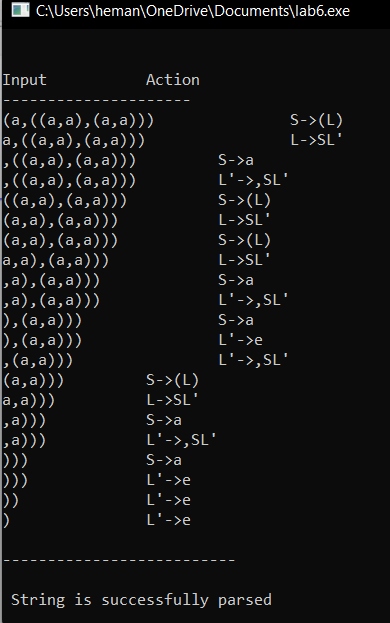 C:\Users\heman\OneDrive\Documents\lab6.exe
Input Action
---------------------
(a,((a,a),(a,a))) S->(L)
a,((a,a),(a,a))) L->SL'
,((a,a),(a,a))) S->a
,((a,a),(a,a))) L'->,SL'
((a,a),(a,a))) S->(L)
(a,a),(a,a))) L->SL'
(a,a),(a,a))) S->(L)
a,a),(a,a))) L->SL'
,a),(a,a))) S->a
,a),(a,a))) L'->,SL'
),(a,a))) S->a
),(a,a))) L'->e
,(a,a))) L'->,SL'
(a,a))) S->(L)
a,a))) L->SL'
,a))) S->a
,a))) L'->,SL'
))) S->a
))) L'->e
)) L'->e
) L'->e
--------------------------
String is successfully parsed